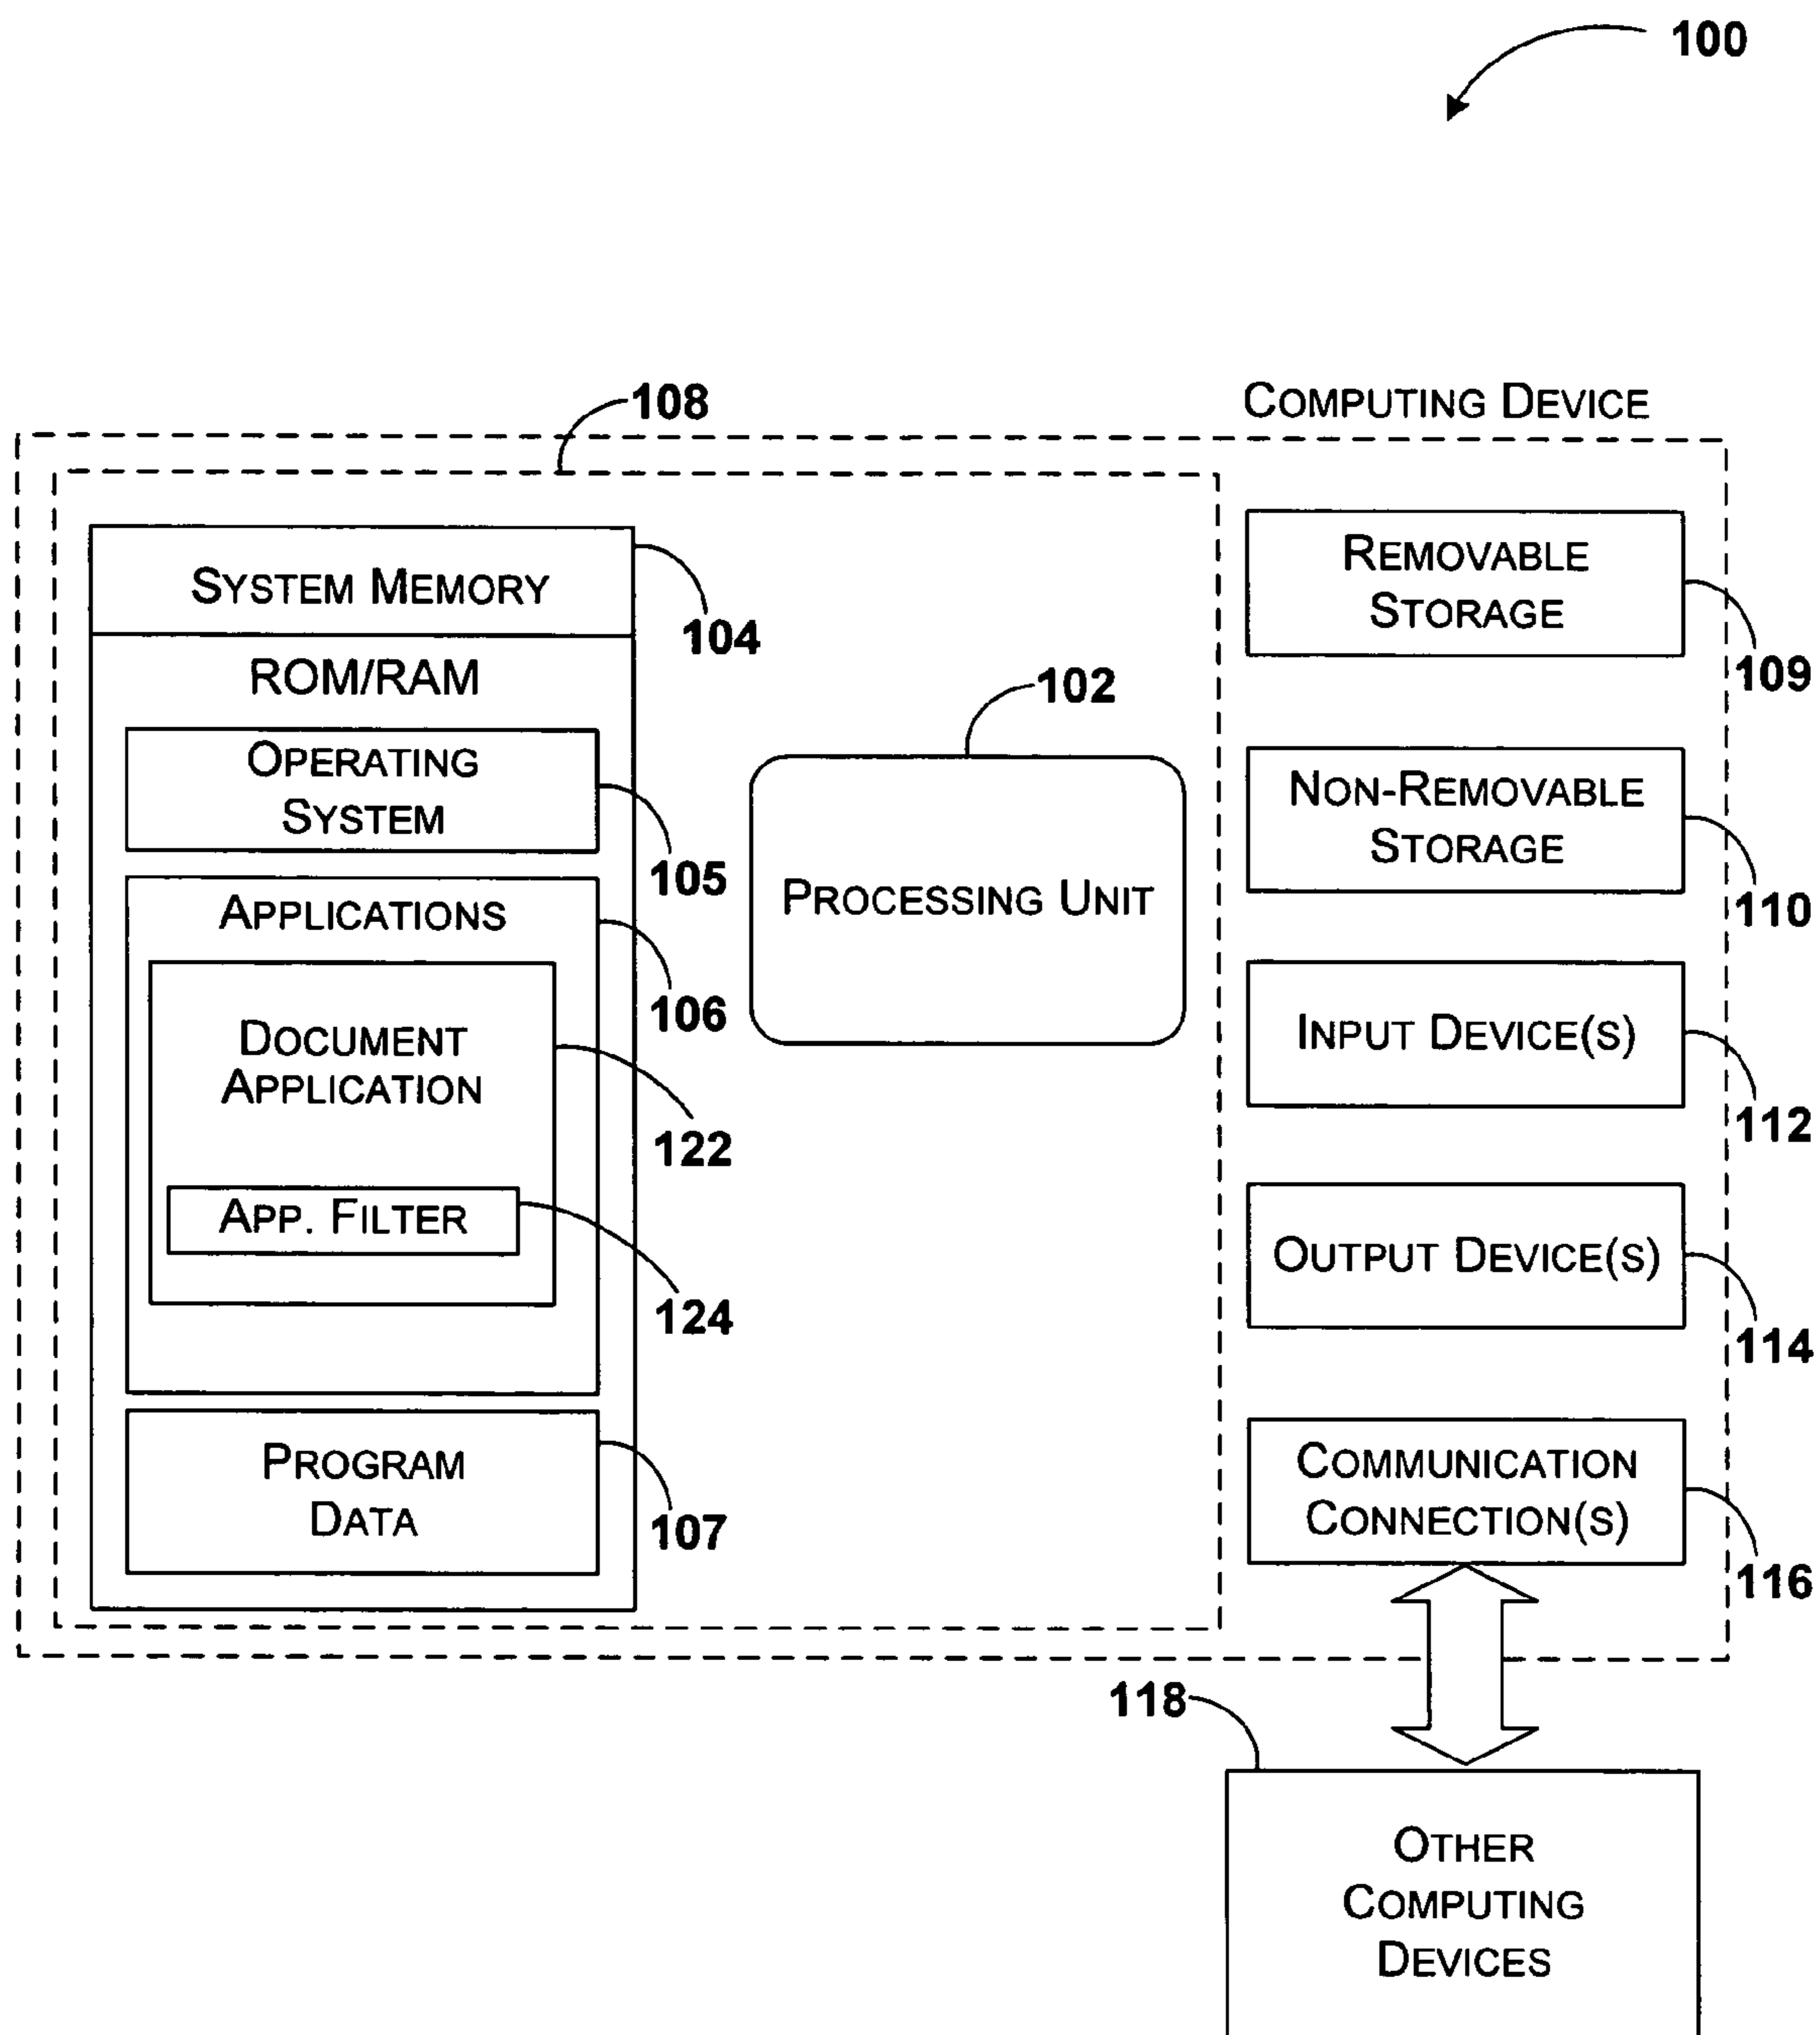 100
108
COMPUTING DEVICE
SYSTEM MEMORY
104
ROM/RAM
OPERATING
SYSTEM
105
APPLICATIONS
106
DOCUMENT
APPLICATION
122
APP. FILTER
124
PROGRAM
DATA
107
102
PROCESSING UNIT
REMOVABLE
STORAGE
109
NON-REMOVABLE
STORAGE
110
INPUT DEVICE(S)
112
OUTPUT DEVICE(S)
114
COMMUNICATION
CONNECTION(S)
116
118
OTHER
COMPUTING
DEVICES